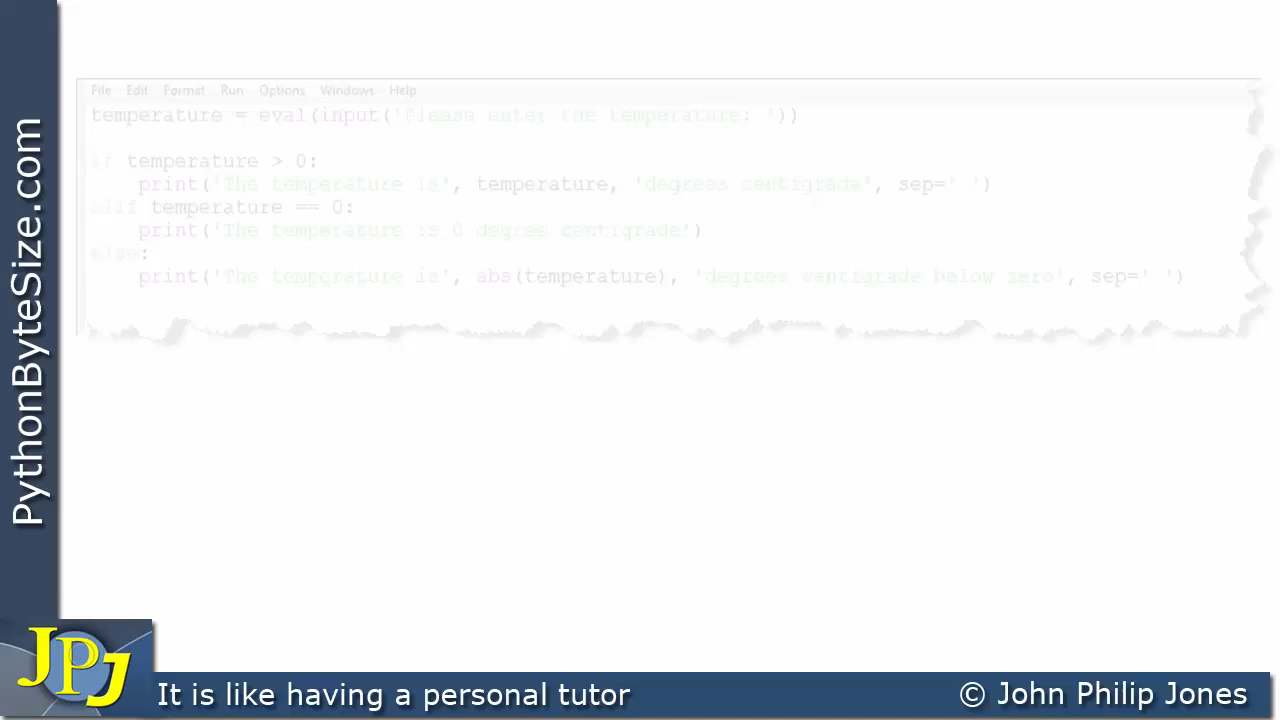 PythonByteSize.com
File Edit Format Run Options Windows Help
temperature = eval(input('Please enter the temperature: '))
if temperature > 0:
print('The temperature is', temperature, 'degrees centigrade', sep=' ')
elif temperature == 0:
print('The temperature is 0 degree centigrade')
else:
print('The temperature is', abs(temperature), 'degrees centigrade below zero', sep=' ')
JPJ
It is like having a personal tutor
© John Philip Jones